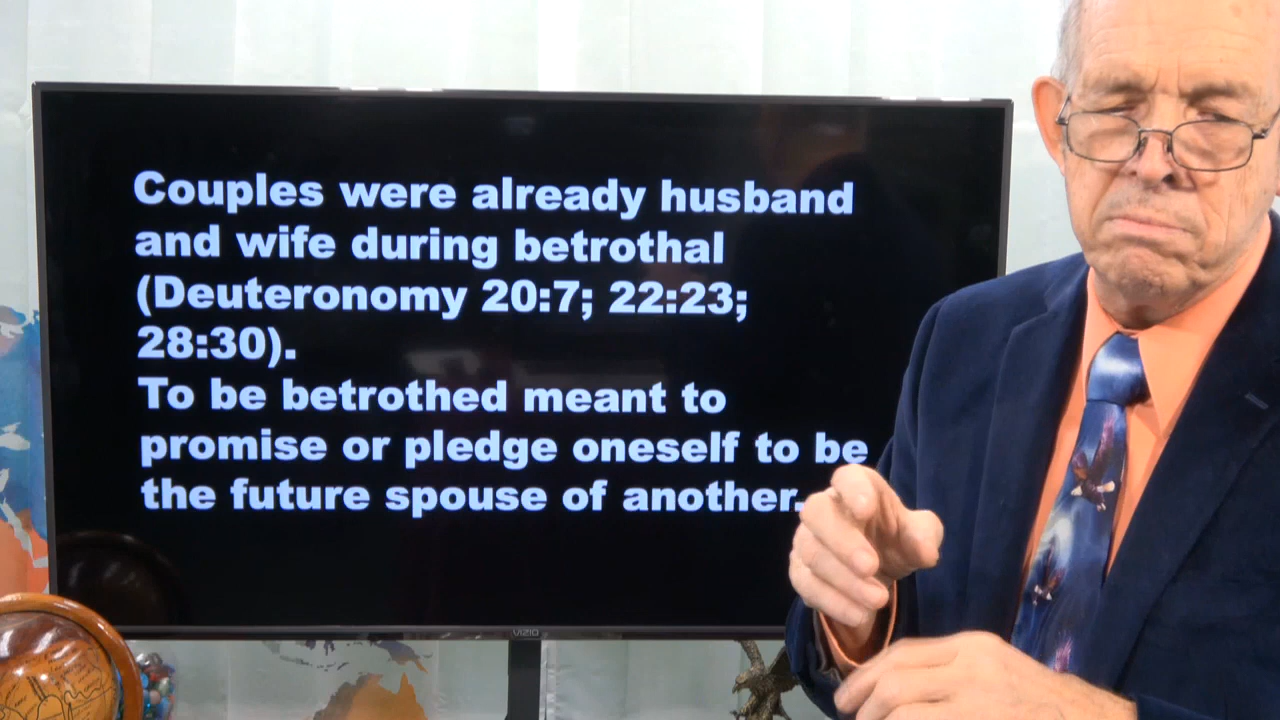 Couples were already husband
and wife during betrothal
(Deuteronomy 20:7; 22:23;
28:30).
To be betrothed meant to
promise or pledge oneself to be
the future spouse of another.
VIZIO